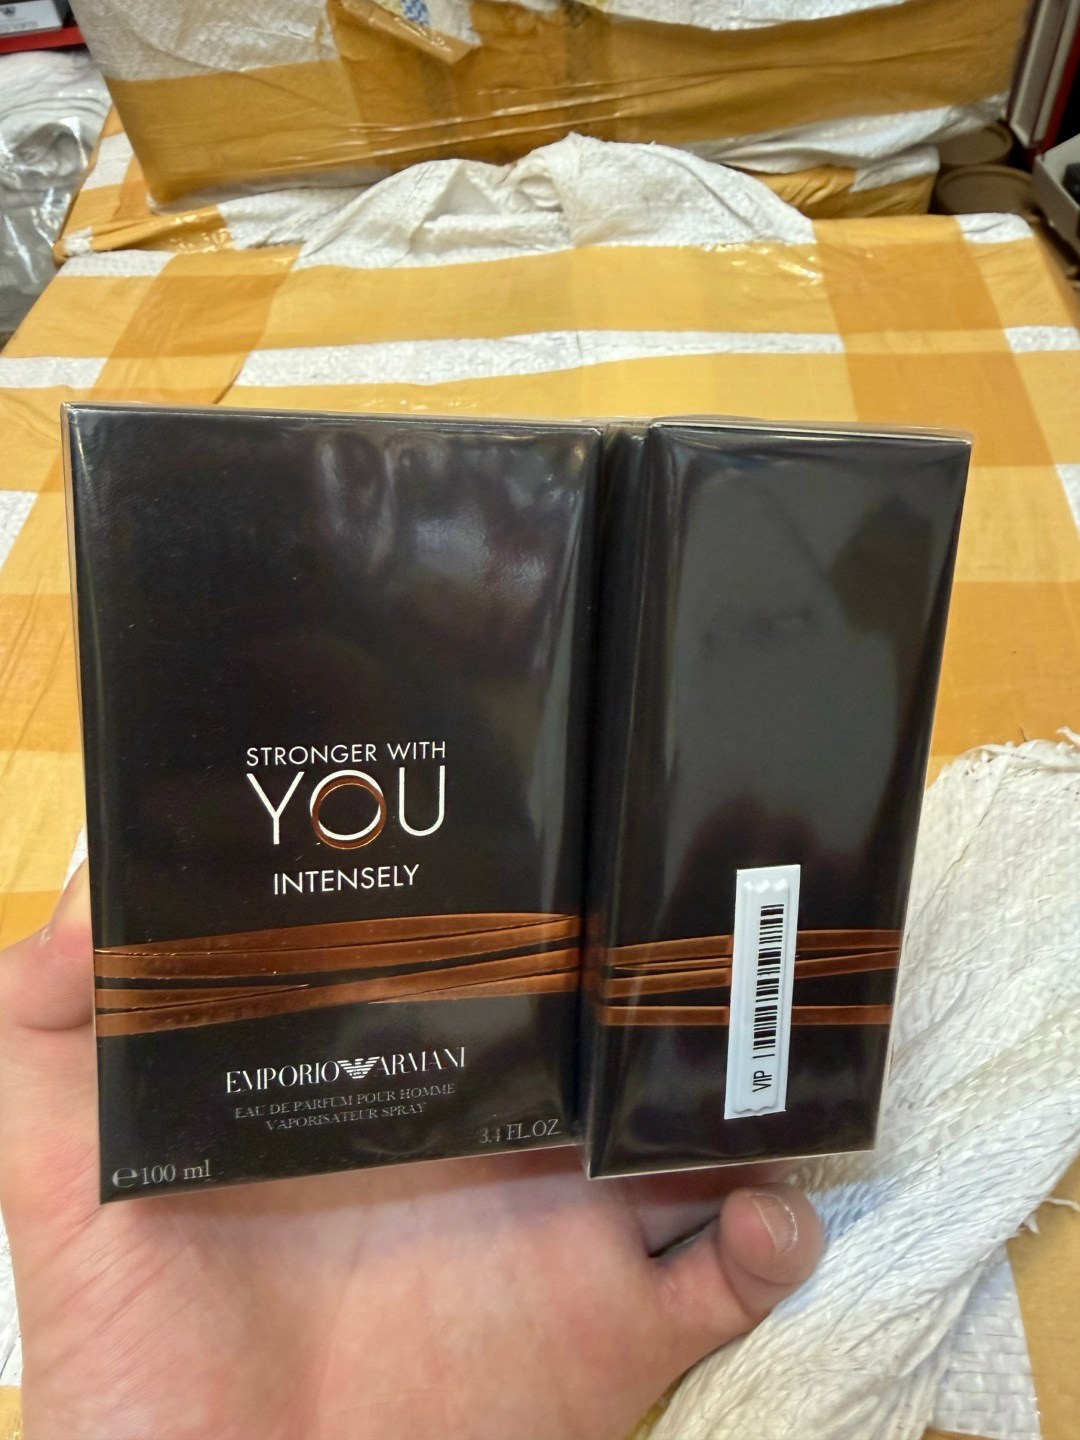 STRONGER WITH
YOU
INTENSELY
EMPORIO ARMANI
EAU DE PARFUM POUR HOMME
VAPORISATEUR SPRAY
3.4 FL.OZ
℮100 ml
VIP